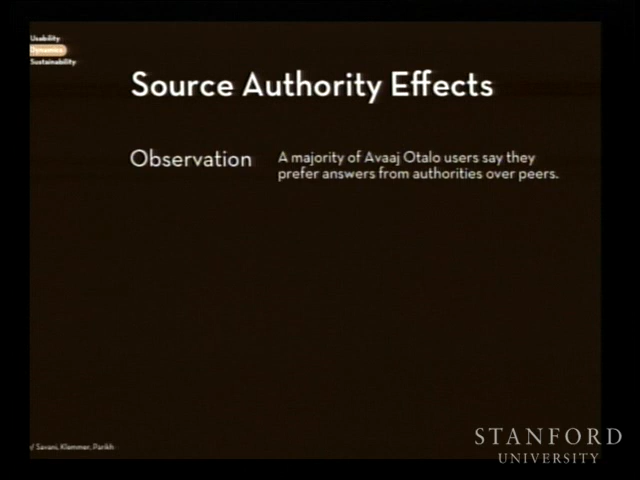 Usability
Dynamics
Sustainability
Source Authority Effects
Observation
A majority of Avaaj Otalo users say they
prefer answers from authorities over peers.
w/ Savani, Klemmer, Parikh
STANFORD
UNIVERSITY